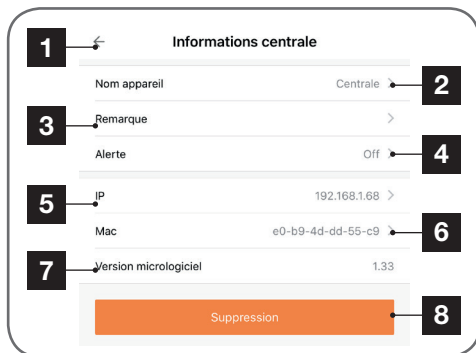 1
Informations centrale
Nom appareil Centrale
2
3
Remarque
Alerte Off
4
5
IP 192.168.1.68
Mac e0-b9-4d-dd-55-c9
6
7
Version micrologiciel 1.33
Suppression
8